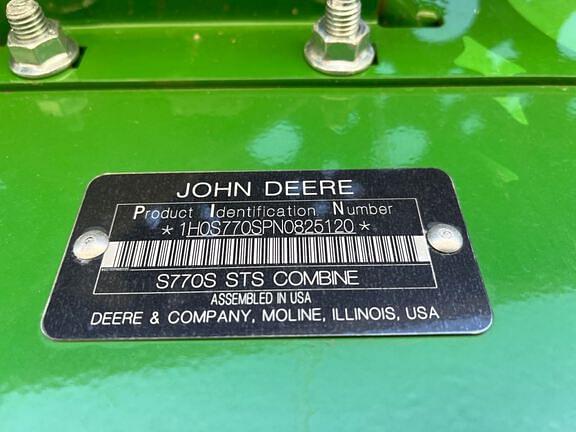 JOHN DEERE
Product Identification Number
* 1H0S770SPN0825120 *
S770S STS COMBINE
ASSEMBLED IN USA
DEERE & COMPANY, MOLINE, ILLINOIS, USA